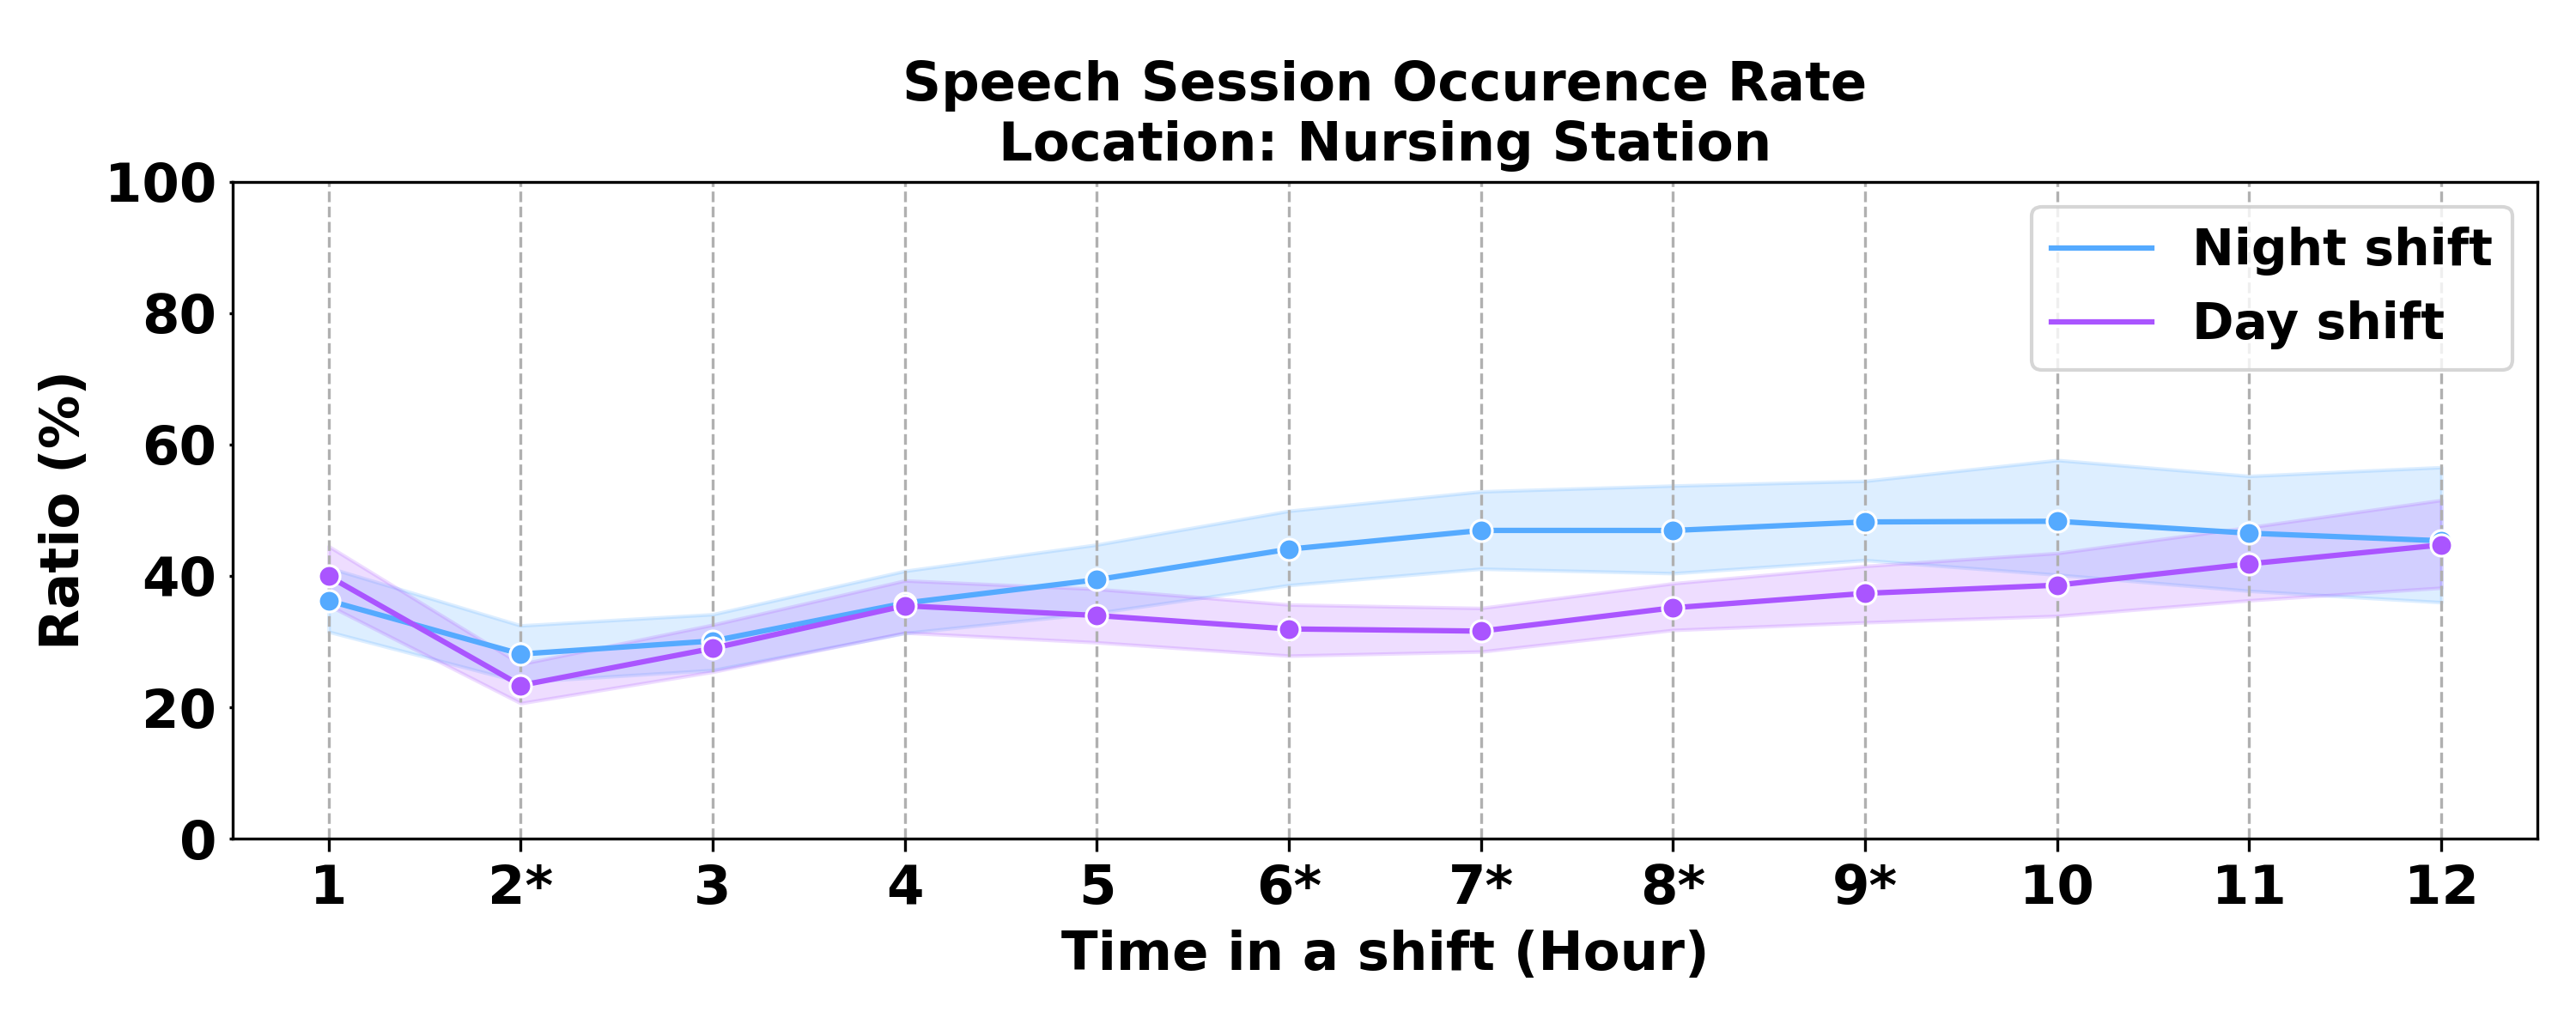 Speech Session Occurence Rate
Location: Nursing Station
Ratio (%)
100
80
60
40
20
0
Night shift
Day shift
1 2* 3 4 5 6* 7* 8* 9* 10 11 12
Time in a shift (Hour)